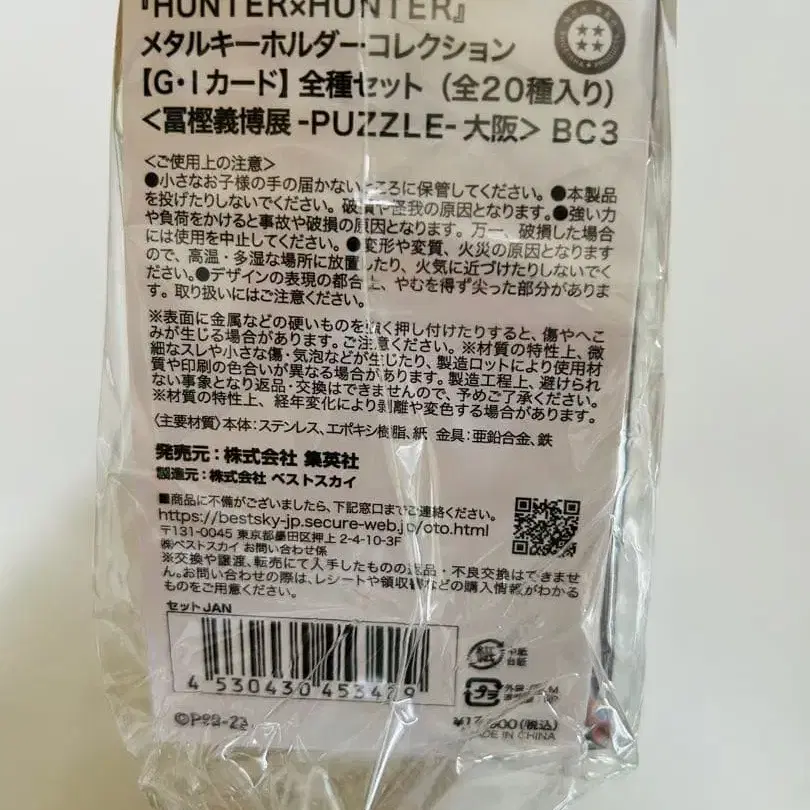 『HUNTER×HUNTER』
メタルキーホルダー・コレクション
【G・Iカード】全種セット（全20種入り）
＜冨樫義博展 -PUZZLE- 大阪＞ BC3
＜ご使用上の注意＞
●小さなお子様の手の届かないところに保管してください。●本製品
を投げたりしないでください。破損や怪我の原因となります。●強い力
や負荷をかけると事故や破損の原因となります。万一、破損した場合
には使用を中止してください。●変形や変質、火災の原因となります
ので、高温・多湿な場所に放置したり、火気に近づけたりしないでく
ださい。●デザインの表現の都合上、やむを得ず尖った部分がありま
す。取り扱いにはご注意ください。
※表面に金属などの硬いものを強く押し付けたりすると、傷やへこ
みが生じる場合があります。ご注意ください。※材質の特性上、微
細なスレや小さな傷・気泡などが生じたり、製造ロットにより使用材
質や印刷の色合いが異なる場合があります。製造工程上、避けられ
ない事象となり返品・交換はできませんので、予めご了承ください。
※材質の特性上、経年変化により剥離や変色する場合があります。
〈主要材質〉本体：ステンレス、エポキシ樹脂、紙 金具：亜鉛合金、鉄
発売元：株式会社 集英社
製造元：株式会社 ベストスカイ
■商品に不備がございましたら、下記窓口までご連絡ください。
https://bestsky-jp.secure-web.jp/oto.html
〒131-0045 東京都墨田区押上 2-4-10-3F
㈱ベストスカイ お問い合わせ係
※交換や譲渡、転売にて入手したものの返品・不良交換はできませ
ん。お問い合わせの際は、レシートや領収書などの購入情報がわかる
ものをご用意ください。
セットJAN
4 530430 453429
©P98-23
台紙
プラ
(税込)
MADE IN CHINA